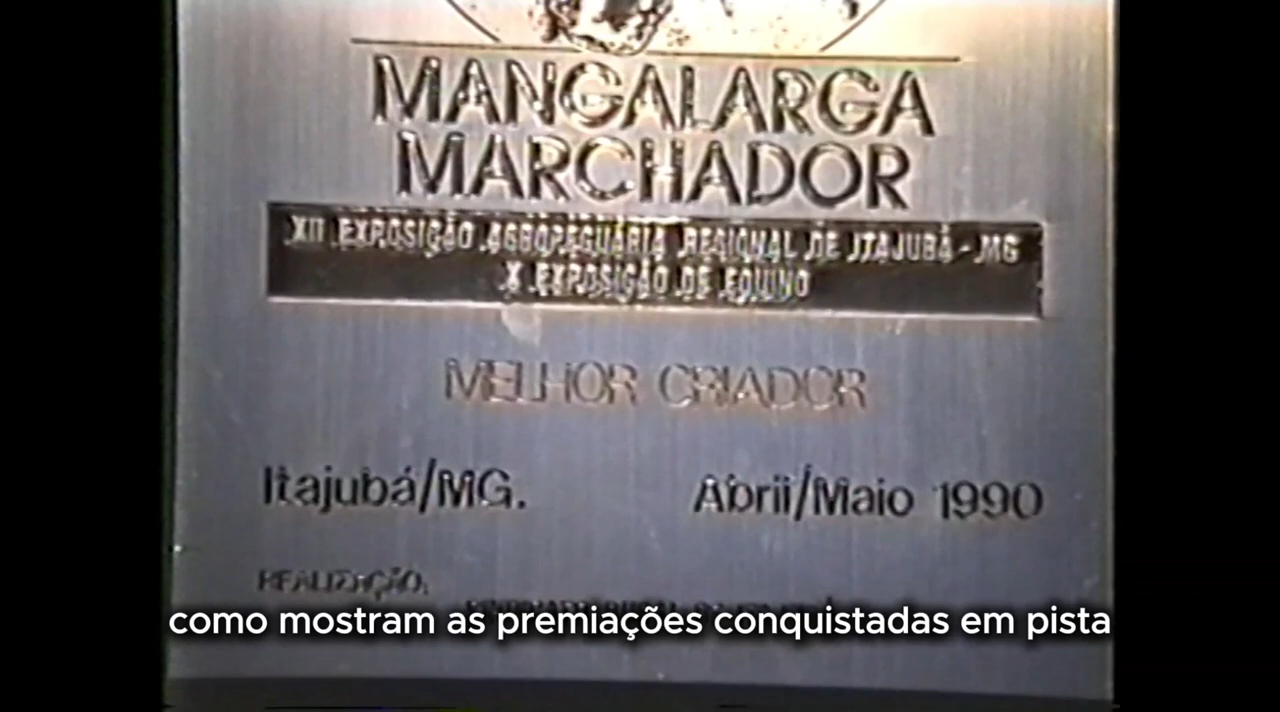 MANGALARGA
MARCHADOR
XII EXPOSIÇÃO AGROPECUÁRIA REGIONAL DE ITAJUBÁ - MG
X EXPOSIÇÃO DE EQUINO
MELHOR CRIADOR
Itajubá/MG. Abril/Maio 1990
REALIZAÇÃO:
como mostram as premiações conquistadas em pista